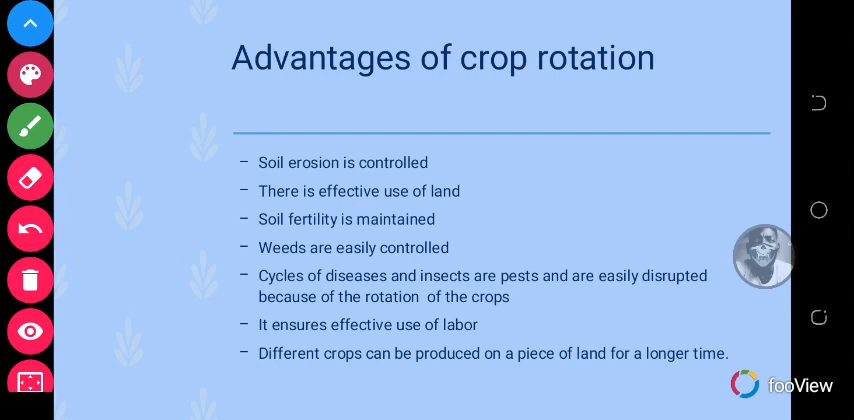 Advantages of crop rotation
– Soil erosion is controlled
– There is effective use of land
– Soil fertility is maintained
– Weeds are easily controlled
– Cycles of diseases and insects are pests and are easily disrupted
because of the rotation of the crops
– It ensures effective use of labor
– Different crops can be produced on a piece of land for a longer time.
fooView